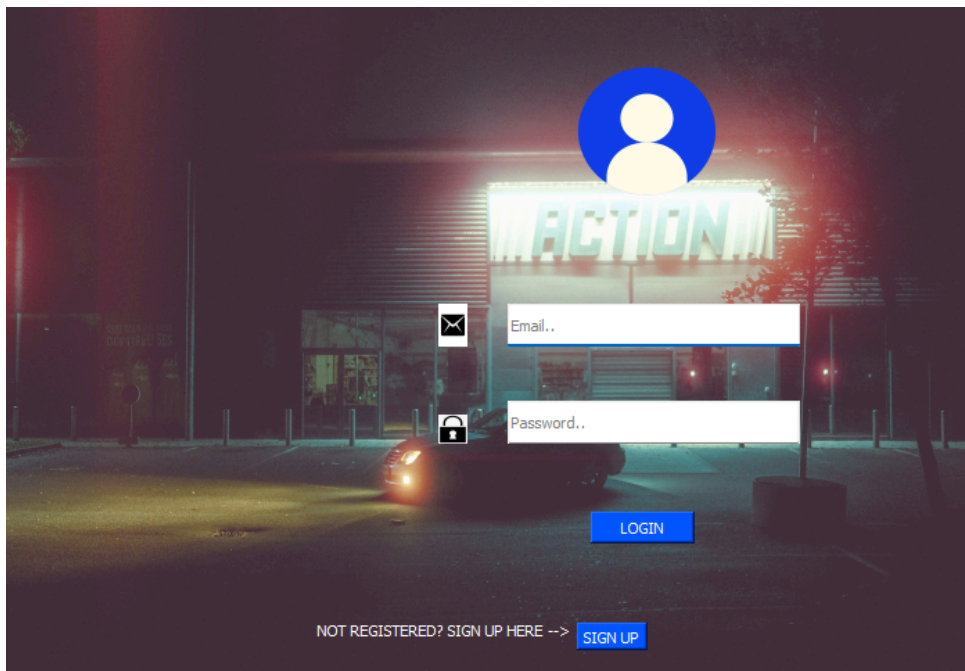 ACTION
Email..
Password..
LOGIN
NOT REGISTERED? SIGN UP HERE --> SIGN UP